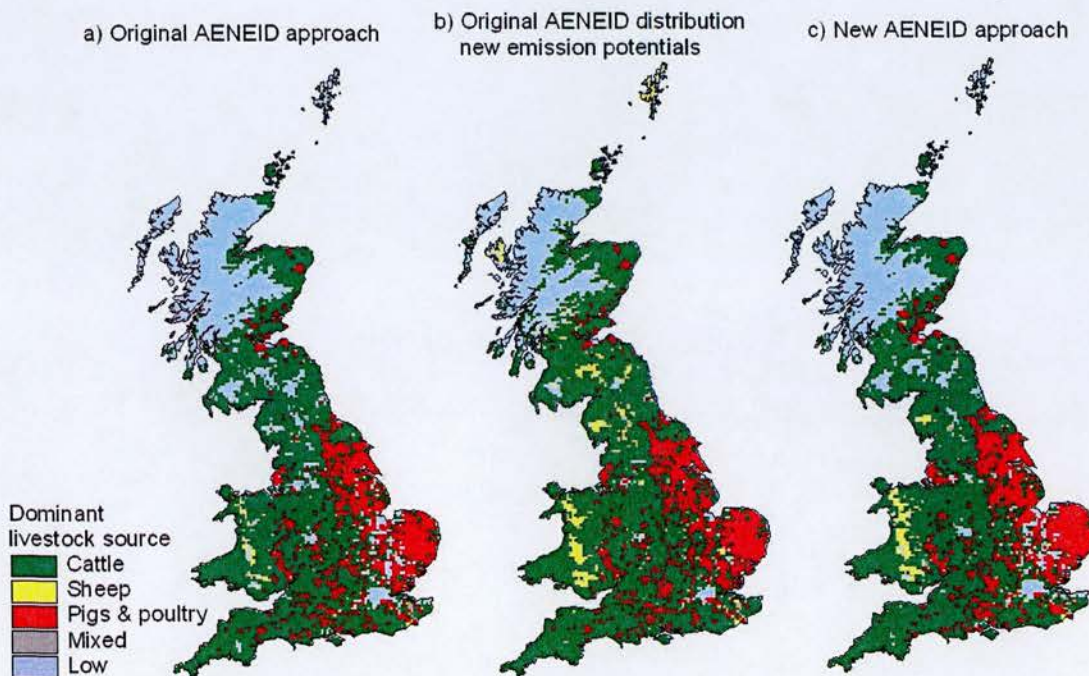 a) Original AENEID approach
b) Original AENEID distribution
new emission potentials
c) New AENEID approach
Dominant
livestock source
Cattle
Sheep
Pigs & poultry
Mixed
Low